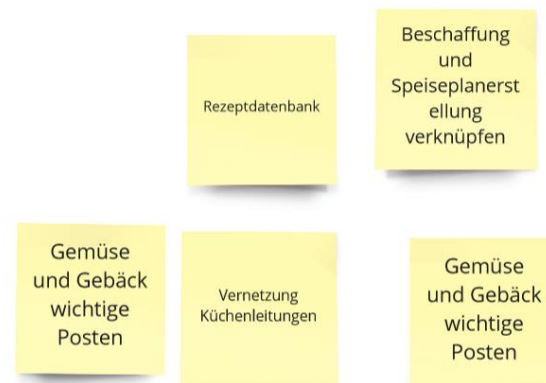 Rezeptdatenbank
Beschaffung
und
Speiseplanerst
ellung
verknüpfen
Gemüse
und Gebäck
wichtige
Posten
Vernetzung
Küchenleitungen
Gemüse
und Gebäck
wichtige
Posten